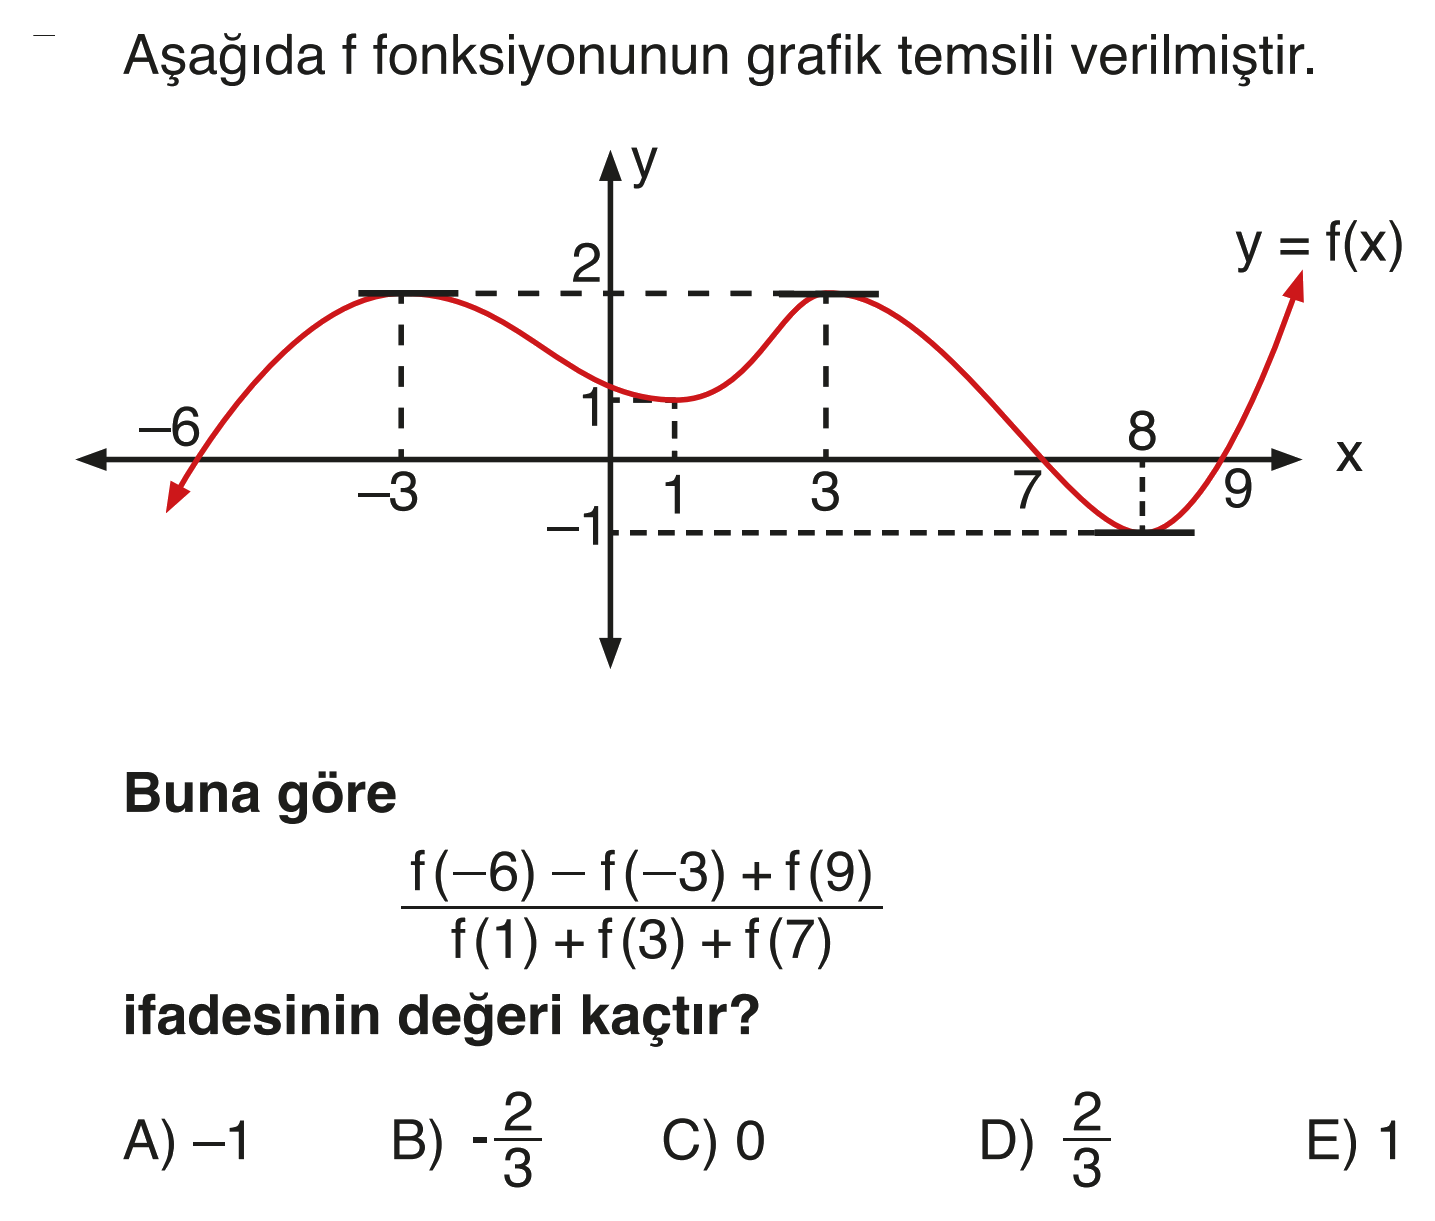 Aşağıda f fonksiyonunun grafik temsili verilmiştir.
y
y = f(x)
2
1
–6
8
x
–3
1
3
7
9
–1
Buna göre
f(–6) – f(–3) + f(9)
f(1) + f(3) + f(7)
ifadesinin değeri kaçtır?
A) –1 B) -2/3 C) 0 D) 2/3 E) 1